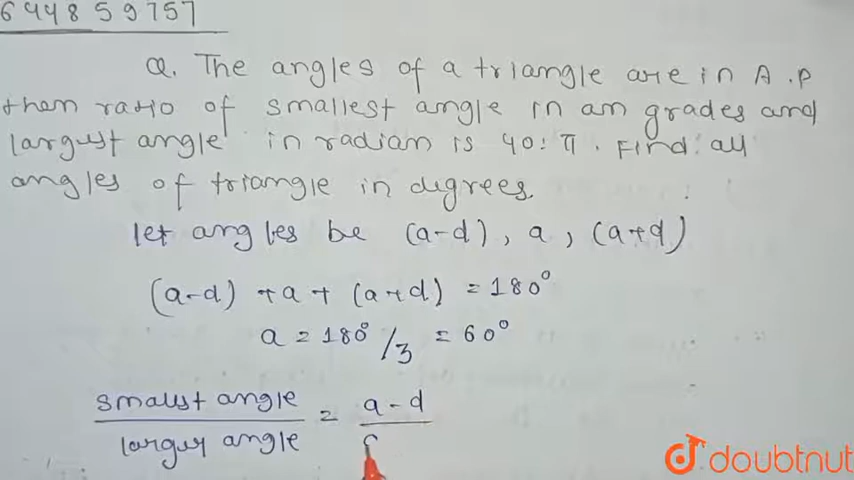 6448 59757
Q. The angles of a triangle are in A.P
then ratio of smallest angle in an grades and
largest angle in radian is 40:π. Find all
angles of triangle in degrees.
let angles be (a-d), a, (a+d)
(a-d) + a + (a+d) = 180°
a = 180°/3 = 60°
smallest angle / larger angle = a-d /
doubtnut